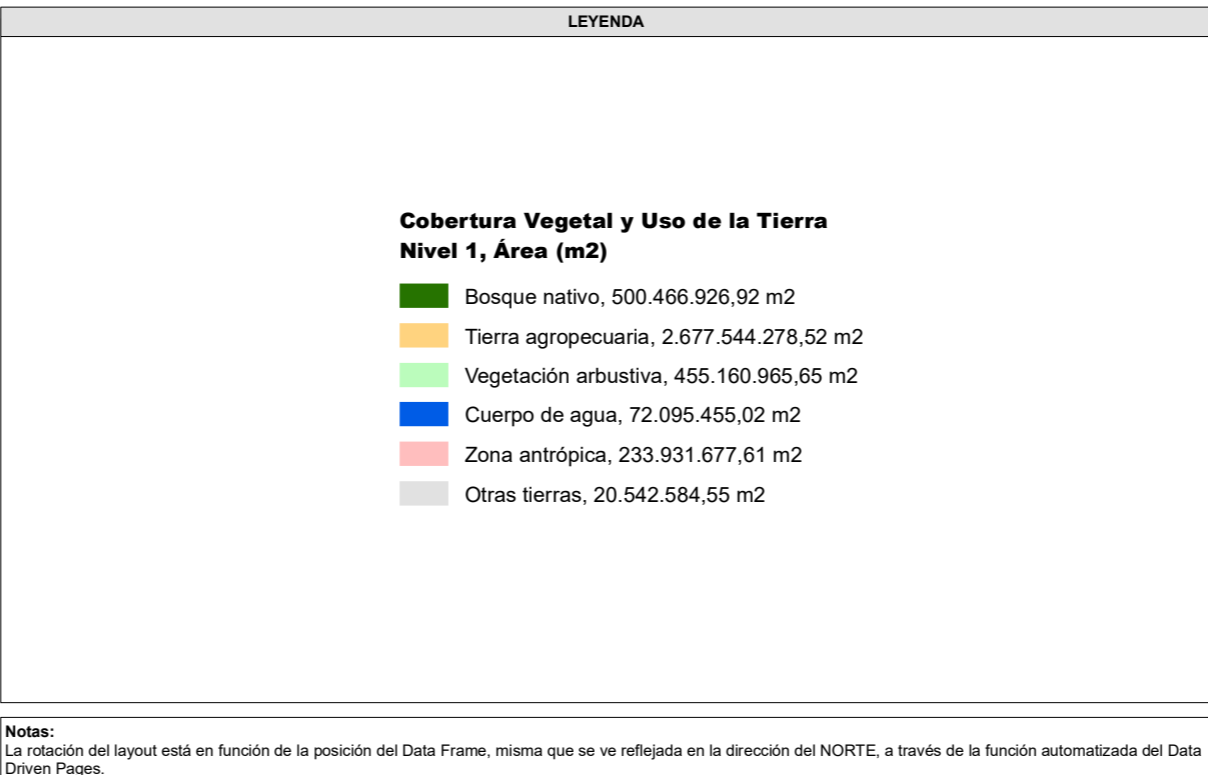 LEYENDA
Cobertura Vegetal y Uso de la Tierra
Nivel 1, Área (m2)
Bosque nativo, 500.466.926,92 m2
Tierra agropecuaria, 2.677.544.278,52 m2
Vegetación arbustiva, 455.160.965,65 m2
Cuerpo de agua, 72.095.455,02 m2
Zona antrópica, 233.931.677,61 m2
Otras tierras, 20.542.584,55 m2
Notas:
La rotación del layout está en función de la posición del Data Frame, misma que se ve reflejada en la dirección del NORTE, a través de la función automatizada del Data
Driven Pages.